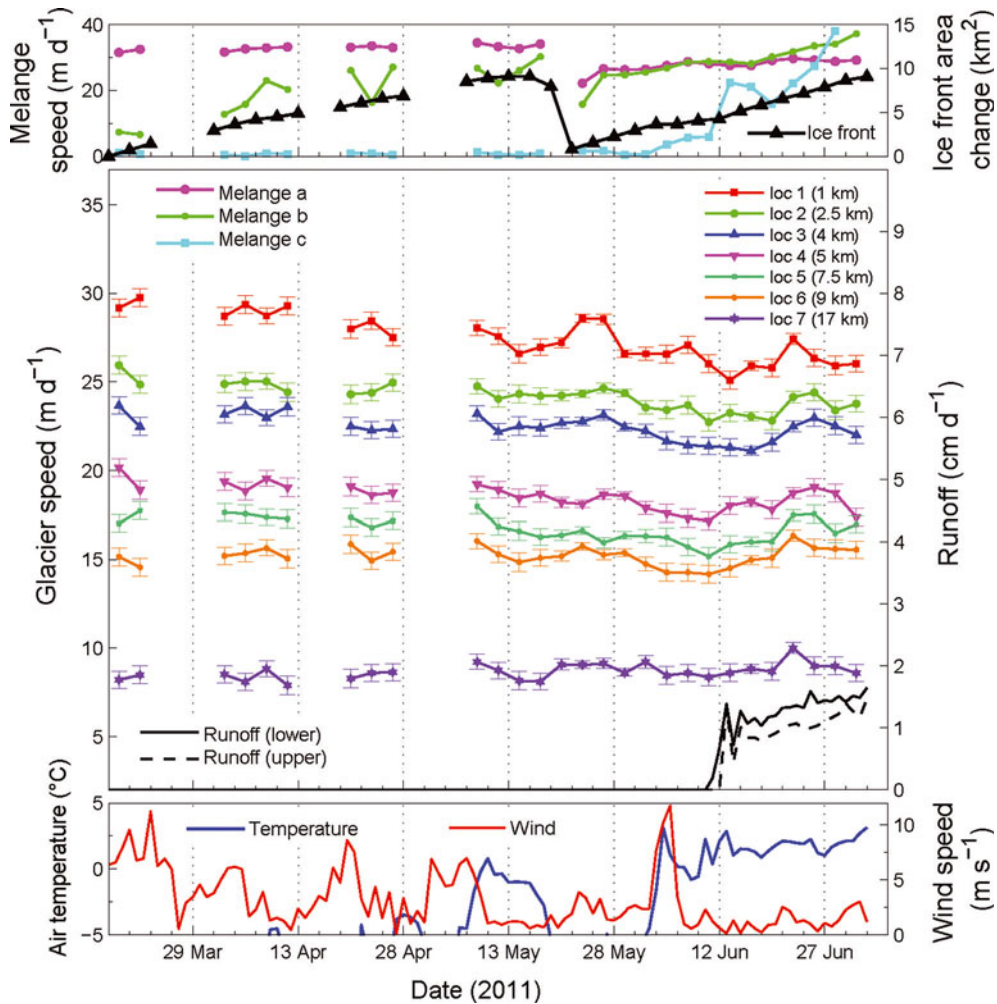 Melange
speed (m d⁻¹)
40
20
0
15
10
5
0
Ice front area
change (km²)
Ice front
Glacier speed (m d⁻¹)
35
30
25
20
15
10
5
Melange a
Melange b
Melange c
loc 1 (1 km)
loc 2 (2.5 km)
loc 3 (4 km)
loc 4 (5 km)
loc 5 (7.5 km)
loc 6 (9 km)
loc 7 (17 km)
9
8
7
6
5
4
3
2
1
0
Runoff (cm d⁻¹)
Runoff (lower)
Runoff (upper)
Air temperature (°C)
5
0
−5
Temperature
Wind
10
5
0
Wind speed
(m s⁻¹)
29 Mar 13 Apr 28 Apr 13 May 28 May 12 Jun 27 Jun
Date (2011)